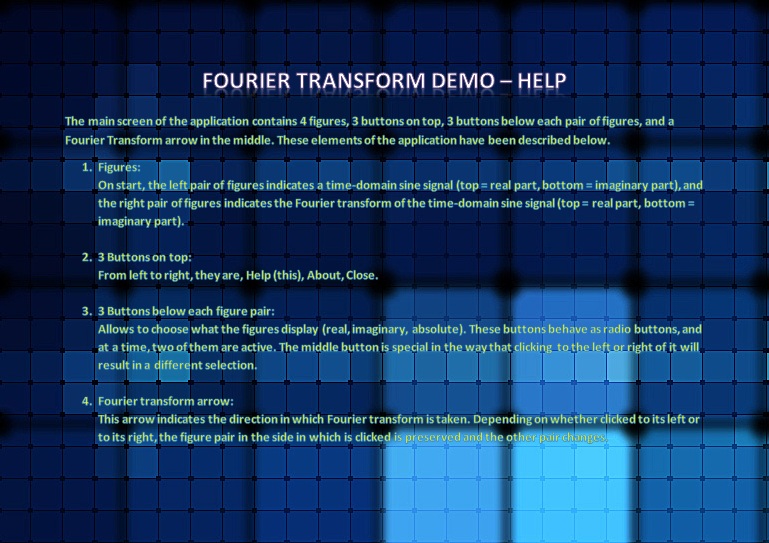 FOURIER TRANSFORM DEMO – HELP
The main screen of the application contains 4 figures, 3 buttons on top, 3 buttons below each pair of figures, and a
Fourier Transform arrow in the middle. These elements of the application have been described below.
1. Figures:
On start, the left pair of figures indicates a time-domain sine signal (top = real part, bottom = imaginary part), and
the right pair of figures indicates the Fourier transform of the time-domain sine signal (top = real part, bottom =
imaginary part).
2. 3 Buttons on top:
From left to right, they are, Help (this), About, Close.
3. 3 Buttons below each figure pair:
Allows to choose what the figures display (real, imaginary, absolute). These buttons behave as radio buttons, and
at a time, two of them are active. The middle button is special in the way that clicking to the left or right of it will
result in a different selection.
4. Fourier transform arrow:
This arrow indicates the direction in which Fourier transform is taken. Depending on whether clicked to its left or
to its right, the figure pair in the side in which is clicked is preserved and the other pair changes.